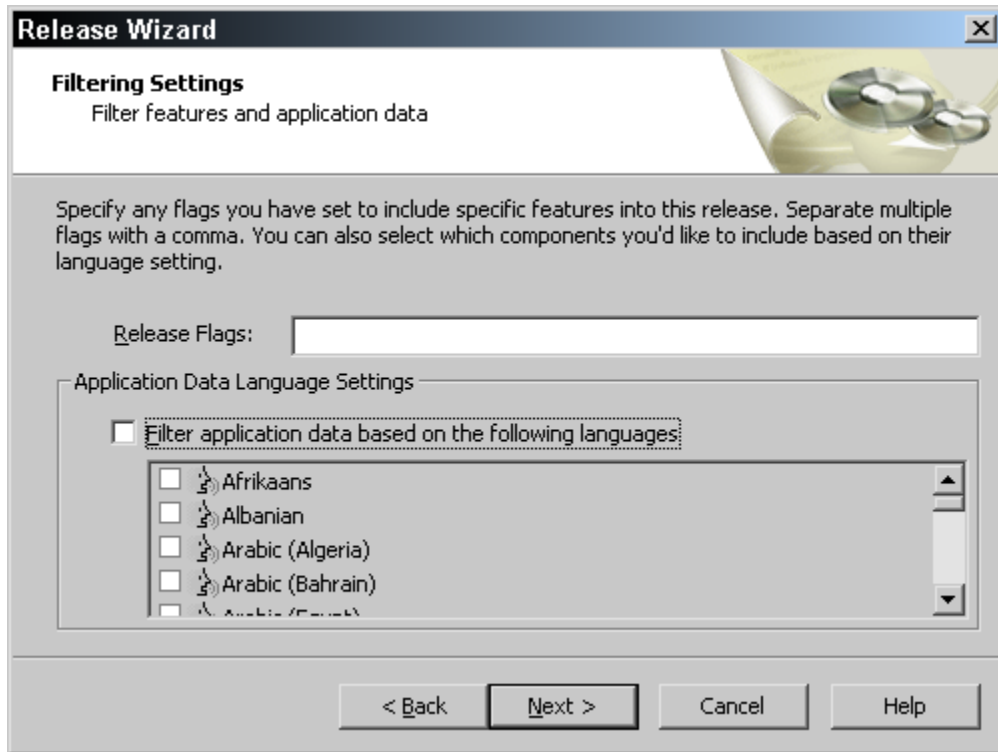 Release Wizard
Filtering Settings
Filter features and application data
Specify any flags you have set to include specific features into this release. Separate multiple
flags with a comma. You can also select which components you'd like to include based on their
language setting.
Release Flags:
Application Data Language Settings
Filter application data based on the following languages
Afrikaans
Albanian
Arabic (Algeria)
Arabic (Bahrain)
Arabic (Egypt)
< Back
Next >
Cancel
Help